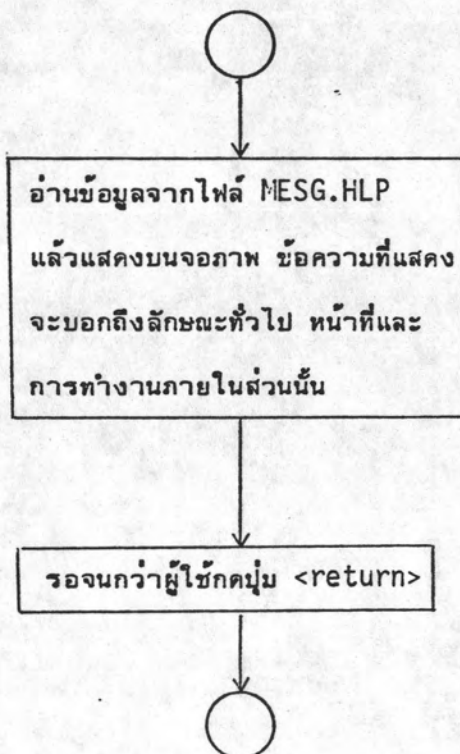 อ่านข้อมูลจากไฟล์ MESG.HLP
แล้วแสดงบนจอภาพ ข้อความที่แสดง
จะบอกถึงลักษณะทั่วไป หน้าที่และ
การทำงานภายในส่วนนั้น
รอจนกว่าผู้ใช้กดปุ่ม <return>